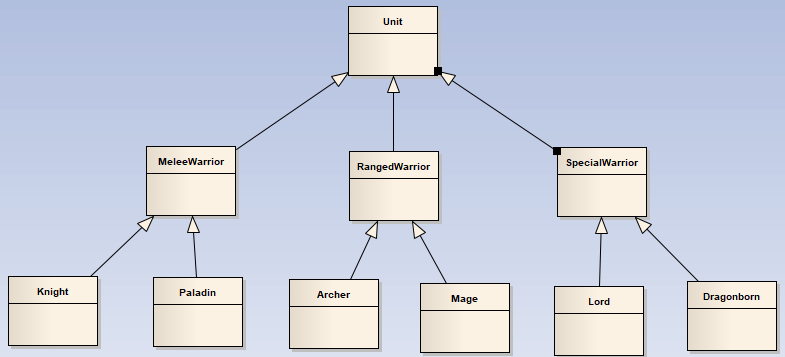 Unit
MeleeWarrior
RangedWarrior
SpecialWarrior
Knight
Paladin
Archer
Mage
Lord
Dragonborn